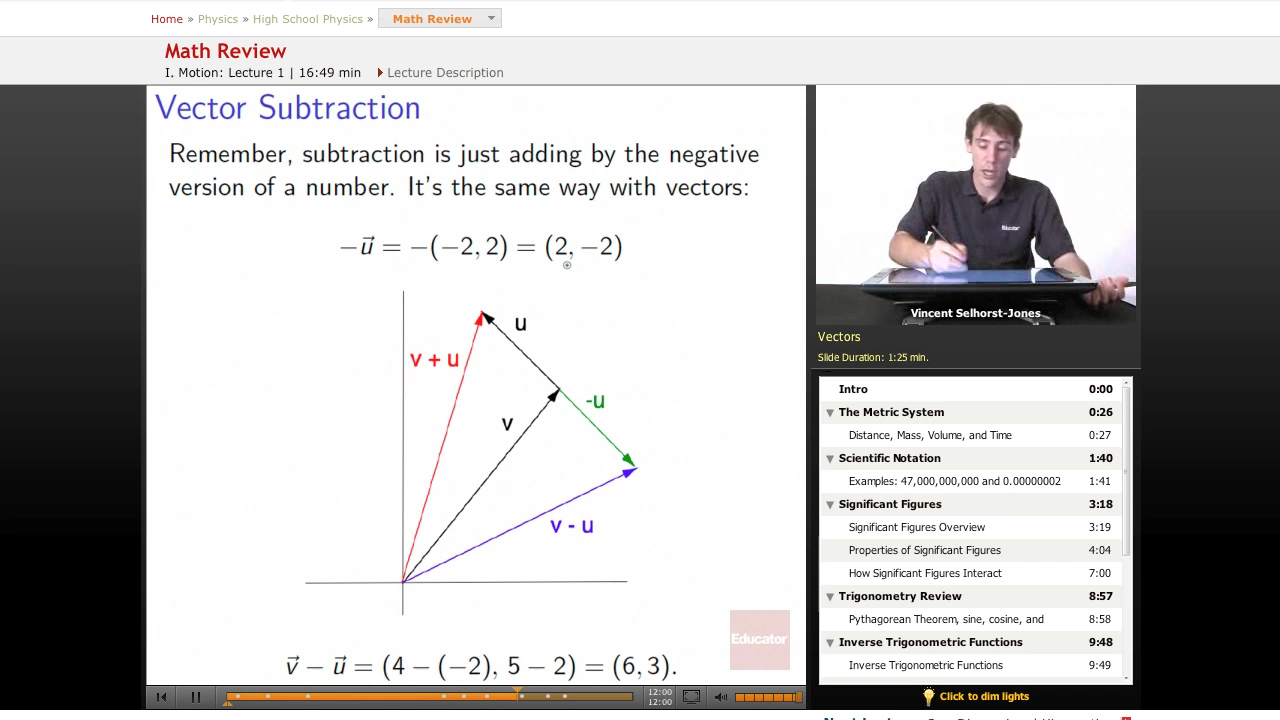 Home » Physics » High School Physics » Math Review
Math Review
I. Motion: Lecture 1 | 16:49 min Lecture Description
Vector Subtraction
Remember, subtraction is just adding by the negative
version of a number. It's the same way with vectors:
−u⃗ = −(−2, 2) = (2, −2)
u
v + u
-u
v
v - u
Educator
v⃗ − u⃗ = (4 − (−2), 5 − 2) = (6, 3).
12:00
12:00
Educator
Vincent Selhorst-Jones
Vectors
Slide Duration: 1:25 min.
Intro 0:00
The Metric System 0:26
Distance, Mass, Volume, and Time 0:27
Scientific Notation 1:40
Examples: 47,000,000,000 and 0.00000002 1:41
Significant Figures 3:18
Significant Figures Overview 3:19
Properties of Significant Figures 4:04
How Significant Figures Interact 7:00
Trigonometry Review 8:57
Pythagorean Theorem, sine, cosine, and 8:58
Inverse Trigonometric Functions 9:48
Inverse Trigonometric Functions 9:49
Click to dim lights